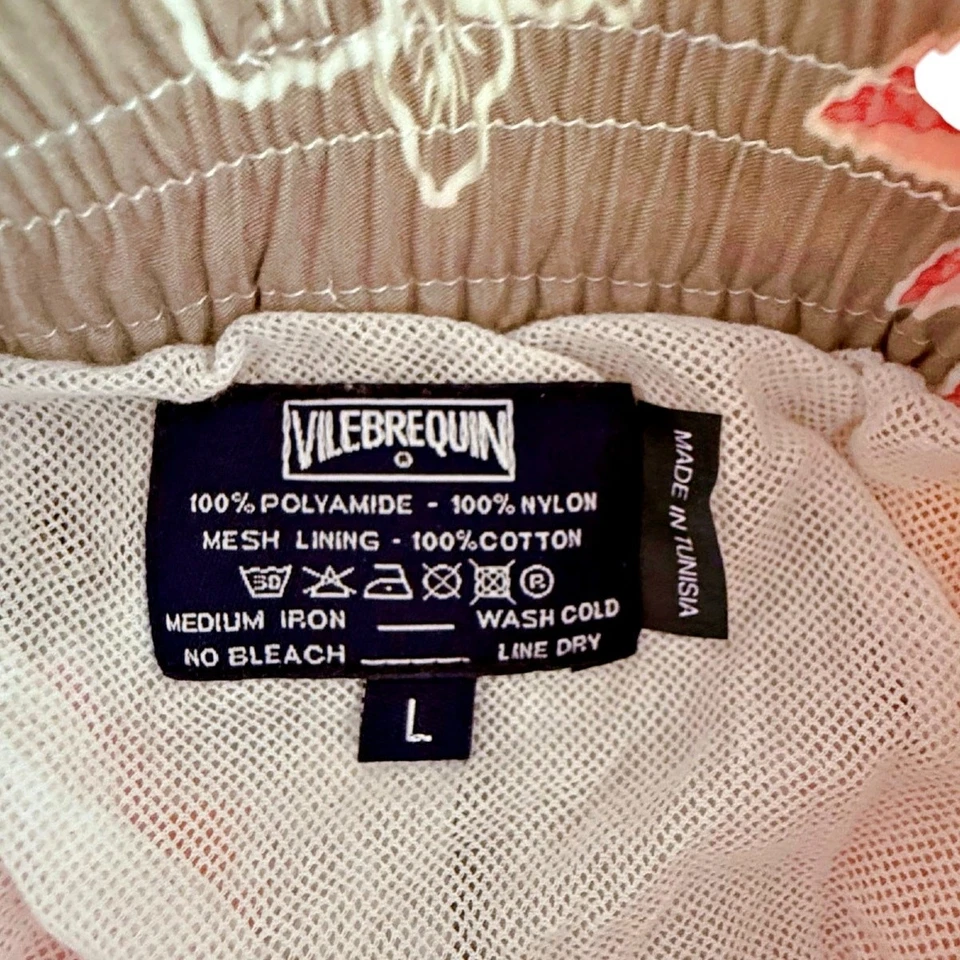 VILEBREQUIN
®
100% POLYAMIDE - 100% NYLON
MESH LINING - 100%COTTON
30 R
MEDIUM IRON — WASH COLD
NO BLEACH — LINE DRY
L
MADE IN TUNISIA